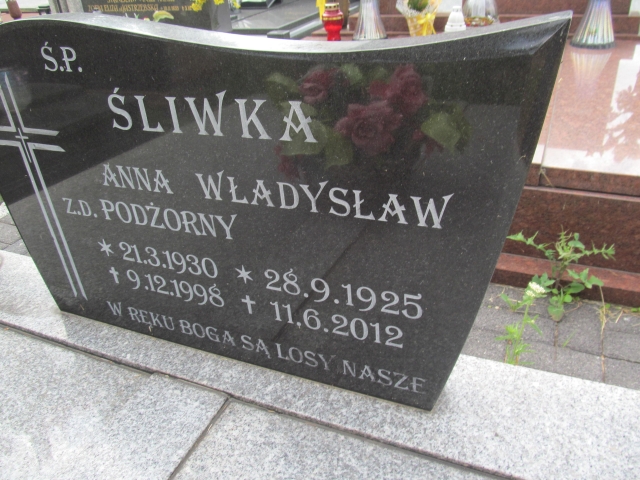 Ś.P.
ŚLIWKA
ANNA WŁADYSŁAW
Z.D. PODŻORNY
* 21.3.1930 * 28.9.1925
† 9.12.1998 † 11.6.2012
W RĘKU BOGA SĄ LOSY NASZE